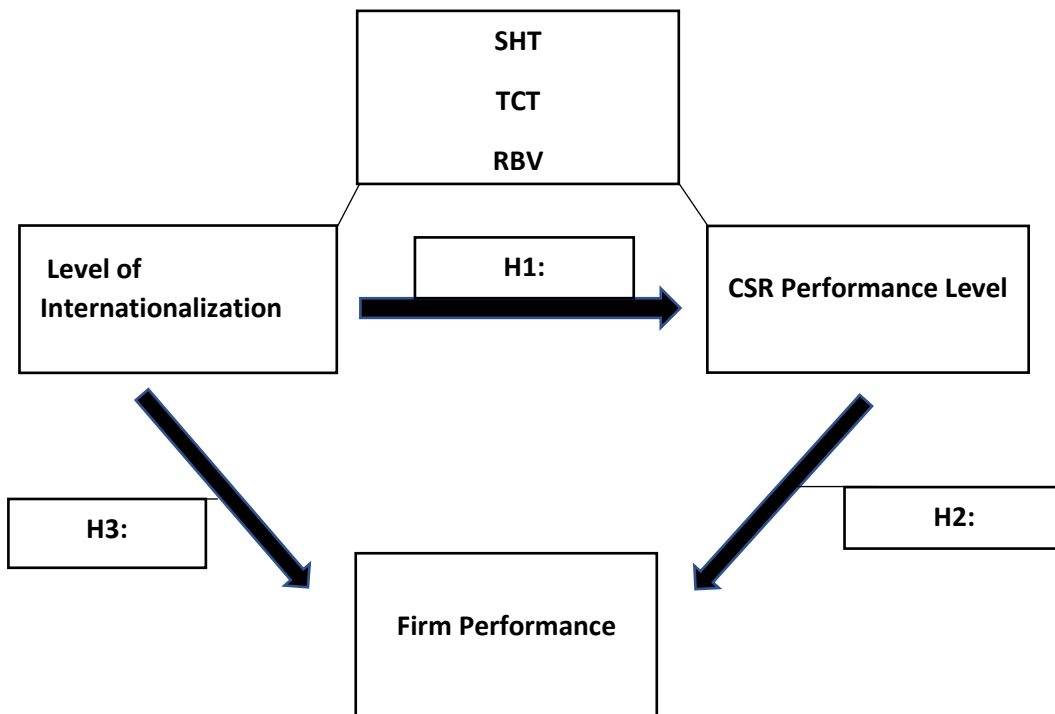 SHT
TCT
RBV
Level of
Internationalization
H1:
CSR Performance Level
H3:
H2:
Firm Performance